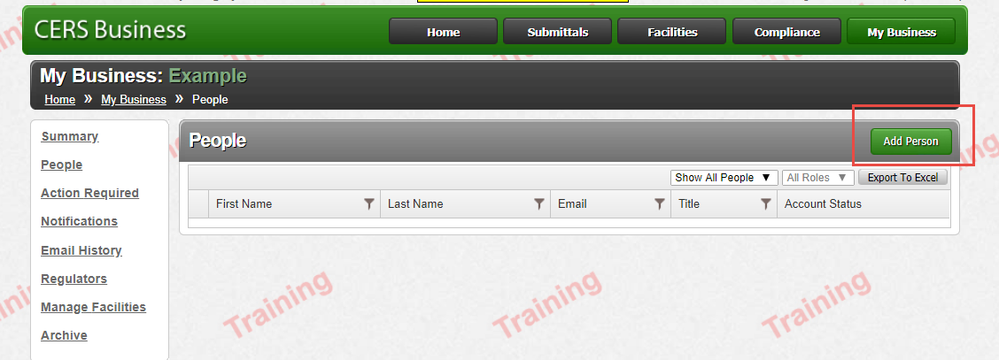 CERS Business
Home
Submittals
Facilities
Compliance
My Business
My Business: Example
Home » My Business » People
Summary
People
Action Required
Notifications
Email History
Regulators
Manage Facilities
Archive
People
Add Person
Show All People ▼ All Roles ▼ Export To Excel
First Name
Last Name
Email
Title
Account Status
Training
Training